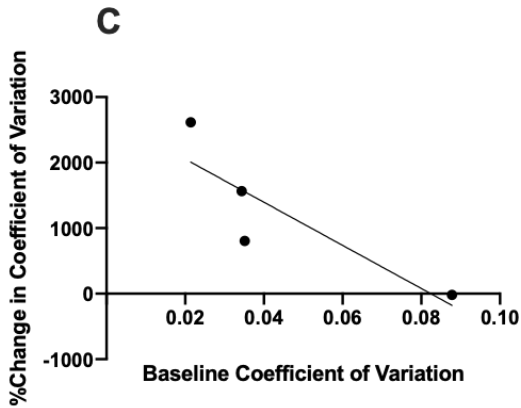 C
%Change in Coefficient of Variation
3000
2000
1000
0
-1000
0.02 0.04 0.06 0.08 0.10
Baseline Coefficient of Variation